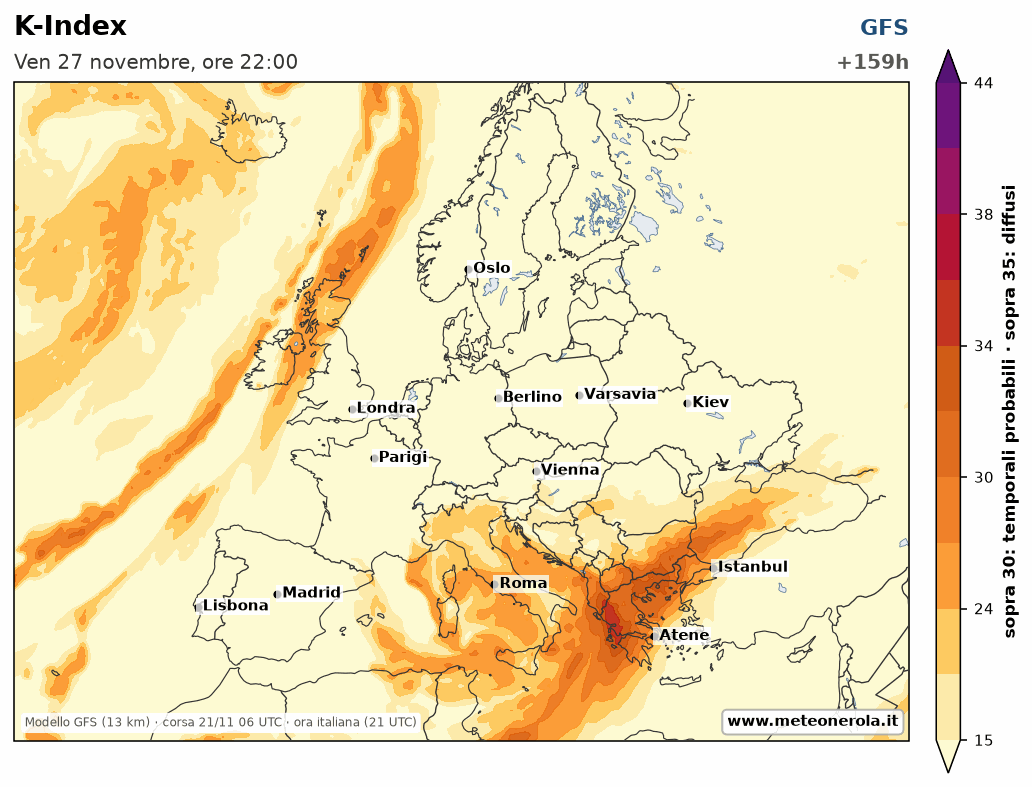 K-Index
GFS
Ven 27 novembre, ore 22:00
+159h
Oslo
Berlino
Varsavia
Kiev
Londra
Parigi
Vienna
Istanbul
Roma
Madrid
Lisbona
Atene
Modello GFS (13 km) · corsa 21/11 06 UTC · ora italiana (21 UTC)
www.meteonerola.it
44
38
34
30
24
15
sopra 30: temporali probabili · sopra 35: diffusi